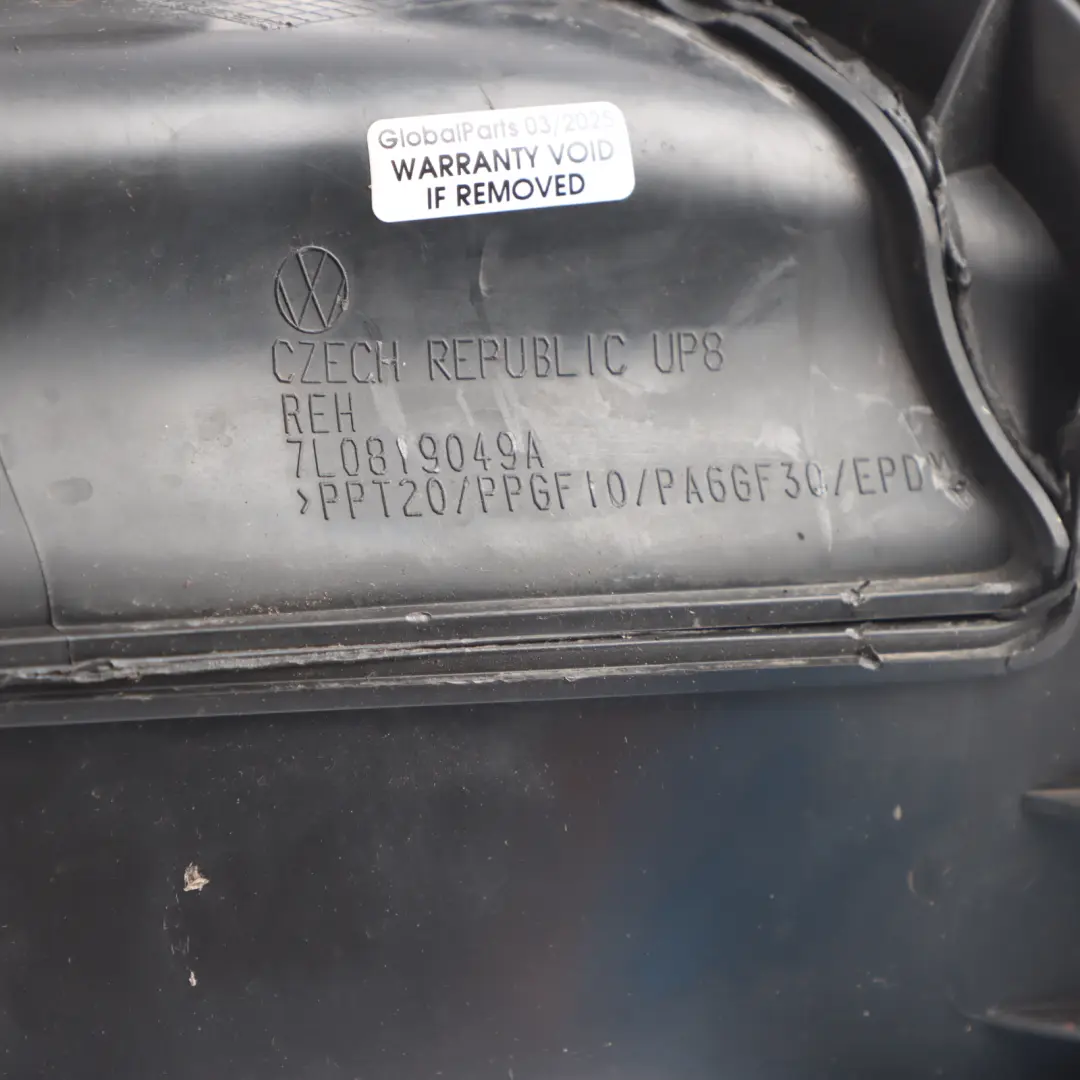 GlobalParts 03/2025
WARRANTY VOID
IF REMOVED
CZECH REPUBLIC UP8
REH
7L0819049A
>PPT20/PPGF10/PA6GF30/EPDM